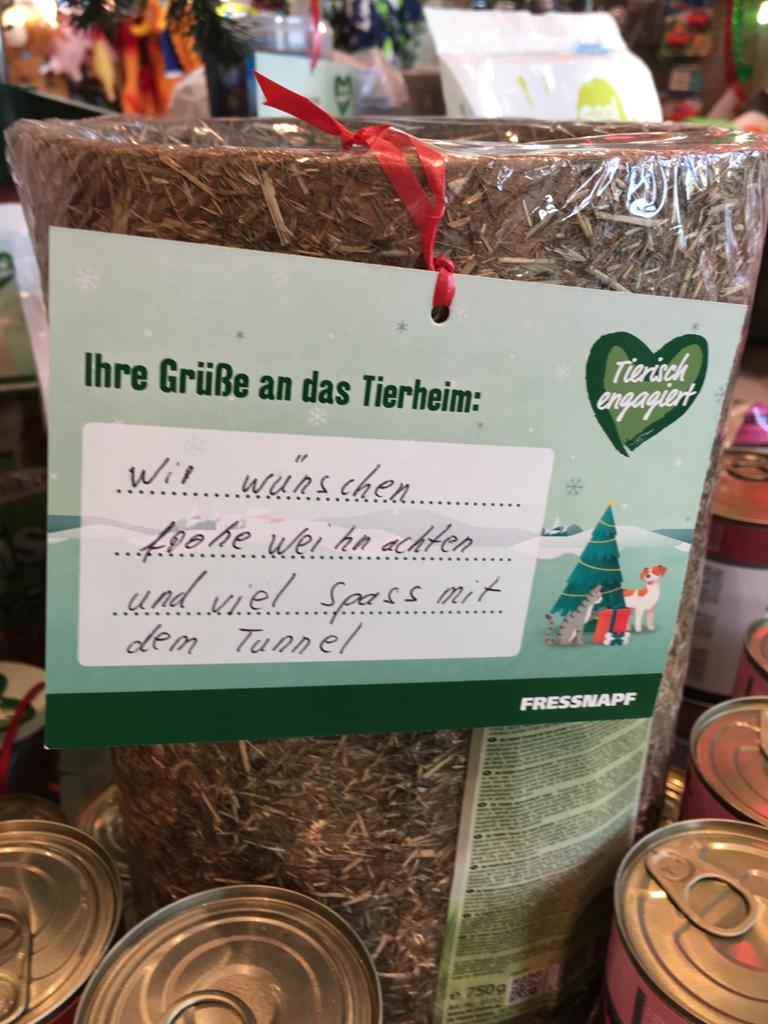 Ihre Grüße an das Tierheim:
Tierisch
engagiert
Wir wünschen
frohe Weihnachten
und viel Spass mit
dem Tunnel
FRESSNAPF
e 750g